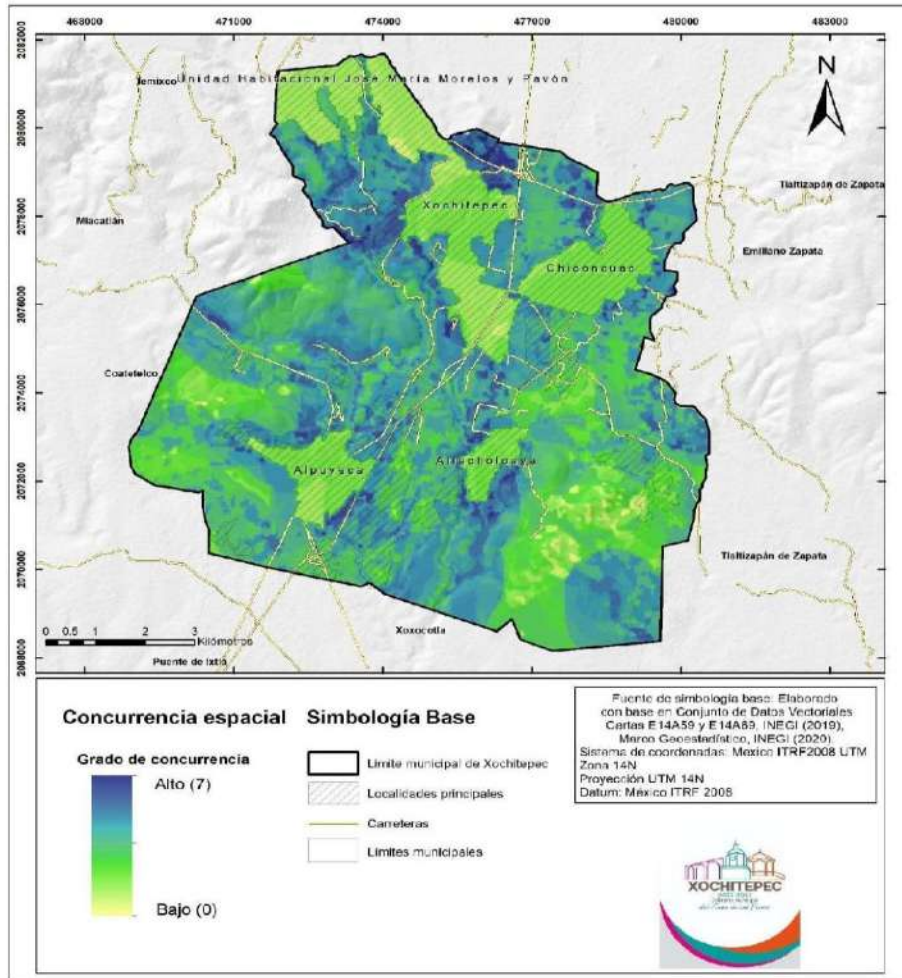 468000 471000 474000 477000 480000 483000
2082000
Temixco
Unidad Habitacional José María Morelos y Pavón
N
2080000
Tlaltizapán de Zapata
2078000
Miacatlán
Xochitepec
Emiliano Zapata
Chiconcuac
2076000
Coatetelco
2074000
Alpuyeca
Atlacholoaya
2072000
2070000
Tlaltizapán de Zapata
Xoxocotla
0 0.5 1 2 3
Kilómetros
Puente de Ixtla
2068000
Concurrencia espacial
Grado de concurrencia
Alto (7)
Bajo (0)
Simbología Base
Límite municipal de Xochitepec
Localidades principales
Carreteras
Límites municipales
Fuente de simbología base: Elaborado
con base en Conjunto de Datos Vectoriales
Cartas E14A59 y E14A69, INEGI (2019),
Marco Geoestadístico, INEGI (2020).
Sistema de coordenadas: Mexico ITRF2008 UTM
Zona 14N
Proyección UTM 14N
Datum: México ITRF 2008
XOCHITEPEC